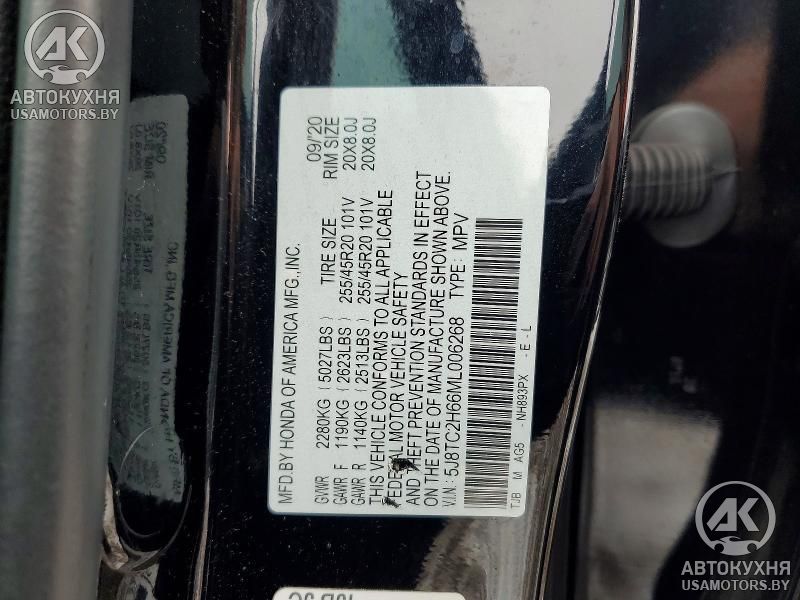 AK
АВТОКУХНЯ
USAMOTORS.BY
MFD.BY HONDA OF AMERICA MFG.,INC. 09/'20
GVWR 2280KG (5027LBS) TIRE SIZE RIM SIZE
GAWR F 1190KG (2623LBS) 255/45R20 101V 20X8.0J
GAWR R 1140KG (2513LBS) 255/45R20 101V 20X8.0J
THIS VEHICLE CONFORMS TO ALL APPLICABLE
FEDERAL MOTOR VEHICLE SAFETY
AND THEFT PREVENTION STANDARDS IN EFFECT
ON THE DATE OF MANUFACTURE SHOWN ABOVE.
V.I.N.: 5J8TC2H66ML006268 TYPE: MPV
TJB M AG5 - NH893PX - E - L
AK
АВТОКУХНЯ
USAMOTORS.BY